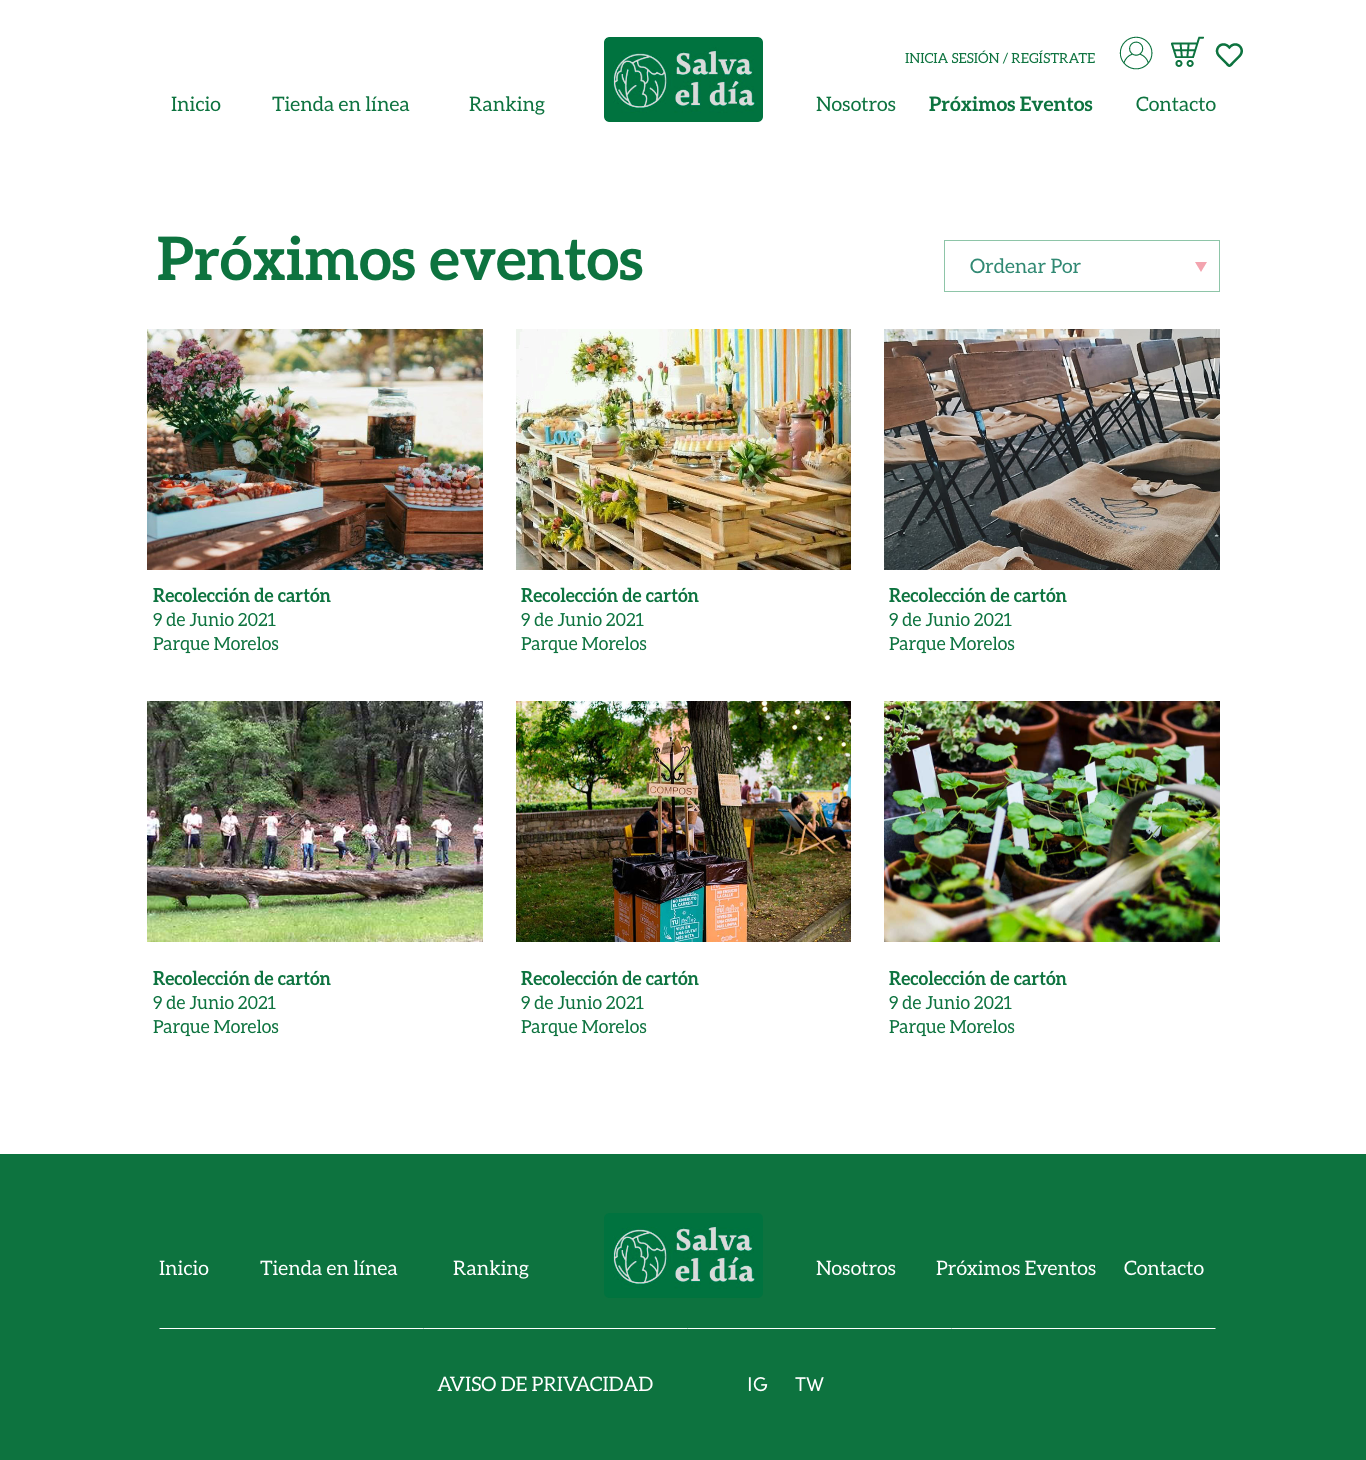 INICIA SESIÓN / REGÍSTRATE
Inicio
Tienda en línea
Ranking
Salva
el día
Nosotros
Próximos Eventos
Contacto
Próximos eventos
Ordenar Por
Love
Recolección de cartón
9 de Junio 2021
Parque Morelos
Recolección de cartón
9 de Junio 2021
Parque Morelos
Recolección de cartón
9 de Junio 2021
Parque Morelos
COMPOST
Recolección de cartón
9 de Junio 2021
Parque Morelos
Recolección de cartón
9 de Junio 2021
Parque Morelos
Recolección de cartón
9 de Junio 2021
Parque Morelos
Inicio
Tienda en línea
Ranking
Salva
el día
Nosotros
Próximos Eventos
Contacto
AVISO DE PRIVACIDAD
IG
TW